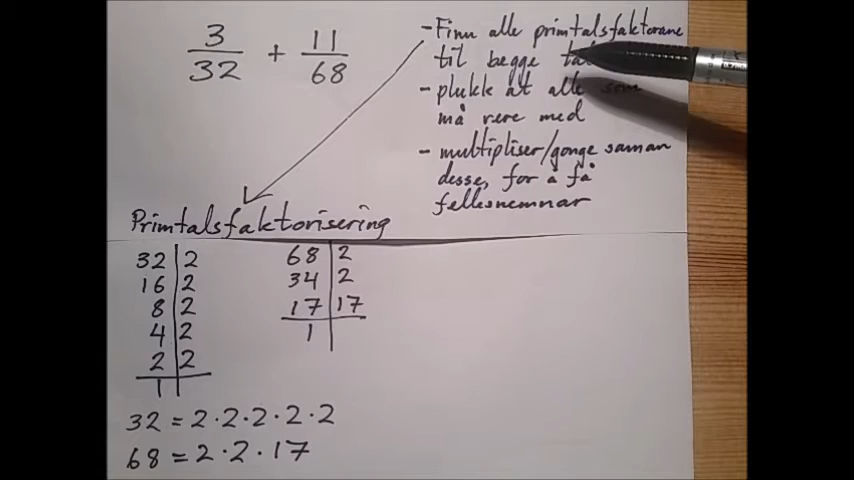 3/32 + 11/68
- Finn alle primtalsfaktorane
til begge tal
- plukk at alle som
må vere med
- multipliser/gonge saman
desse, for å få
fellesnemnar
Primtalsfaktorisering
32 | 2
16 | 2
8 | 2
4 | 2
2 | 2
1
68 | 2
34 | 2
17 | 17
1
32 = 2·2·2·2·2
68 = 2·2·17